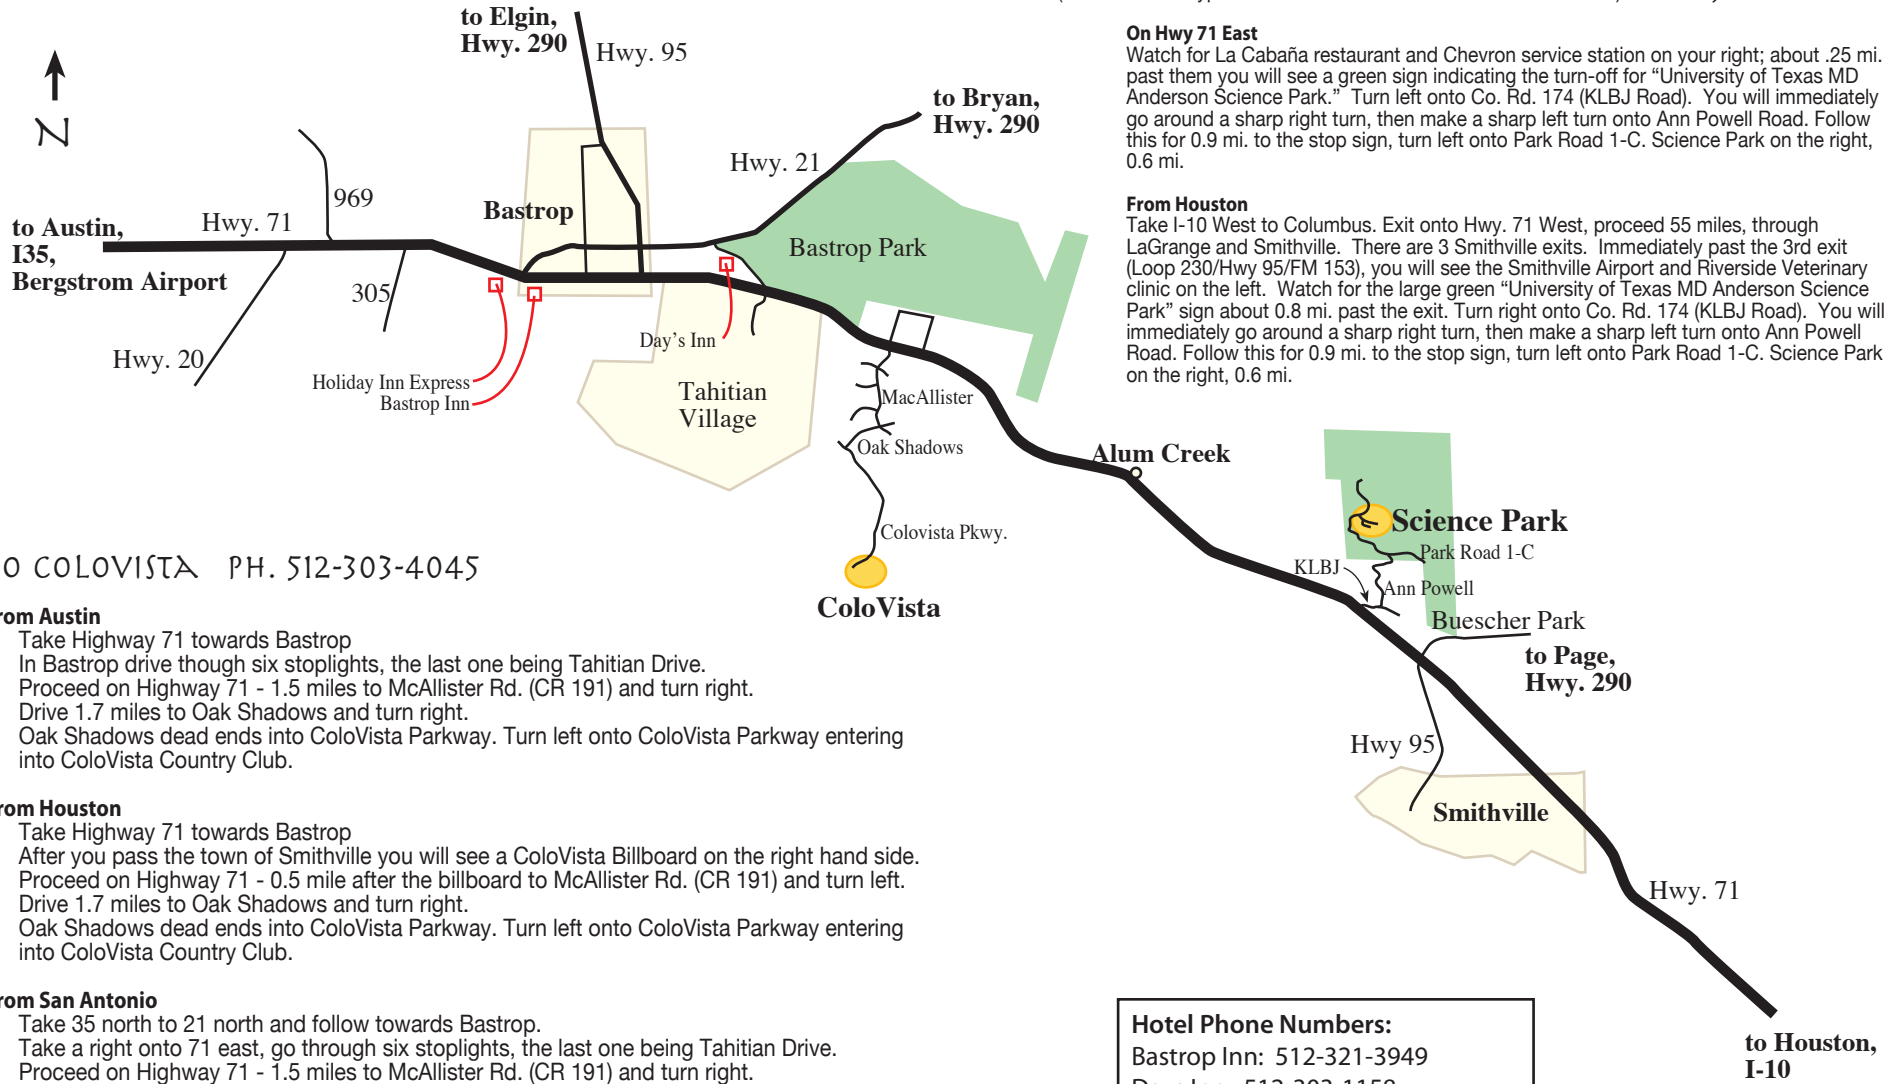 to Elgin,
Hwy. 290
Hwy. 95
to Bryan,
Hwy. 290
Hwy. 21
N
969
Hwy. 71
to Austin,
I35,
Bergstrom Airport
Bastrop
Bastrop Park
305
Hwy. 20
Day's Inn
Holiday Inn Express
Bastrop Inn
Tahitian
Village
MacAllister
Oak Shadows
Colovista Pkwy.
ColoVista
Alum Creek
Science Park
Park Road 1-C
KLBJ
Ann Powell
Buescher Park
to Page,
Hwy. 290
Hwy 95
Smithville
Hwy. 71
to Houston,
I-10
On Hwy 71 East
Watch for La Cabaña restaurant and Chevron service station on your right; about .25 mi.
past them you will see a green sign indicating the turn-off for “University of Texas MD
Anderson Science Park.” Turn left onto Co. Rd. 174 (KLBJ Road). You will immediately
go around a sharp right turn, then make a sharp left turn onto Ann Powell Road. Follow
this for 0.9 mi. to the stop sign, turn left onto Park Road 1-C. Science Park on the right,
0.6 mi.
From Houston
Take I-10 West to Columbus. Exit onto Hwy. 71 West, proceed 55 miles, through
LaGrange and Smithville. There are 3 Smithville exits. Immediately past the 3rd exit
(Loop 230/Hwy 95/FM 153), you will see the Smithville Airport and Riverside Veterinary
clinic on the left. Watch for the large green “University of Texas MD Anderson Science
Park” sign about 0.8 mi. past the exit. Turn right onto Co. Rd. 174 (KLBJ Road). You will
immediately go around a sharp right turn, then make a sharp left turn onto Ann Powell
Road. Follow this for 0.9 mi. to the stop sign, turn left onto Park Road 1-C. Science Park
on the right, 0.6 mi.
O COLOVISTA PH. 512-303-4045
rom Austin
Take Highway 71 towards Bastrop
In Bastrop drive though six stoplights, the last one being Tahitian Drive.
Proceed on Highway 71 - 1.5 miles to McAllister Rd. (CR 191) and turn right.
Drive 1.7 miles to Oak Shadows and turn right.
Oak Shadows dead ends into ColoVista Parkway. Turn left onto ColoVista Parkway entering
into ColoVista Country Club.
rom Houston
Take Highway 71 towards Bastrop
After you pass the town of Smithville you will see a ColoVista Billboard on the right hand side.
Proceed on Highway 71 - 0.5 mile after the billboard to McAllister Rd. (CR 191) and turn left.
Drive 1.7 miles to Oak Shadows and turn right.
Oak Shadows dead ends into ColoVista Parkway. Turn left onto ColoVista Parkway entering
into ColoVista Country Club.
rom San Antonio
Take 35 north to 21 north and follow towards Bastrop.
Take a right onto 71 east, go through six stoplights, the last one being Tahitian Drive.
Proceed on Highway 71 - 1.5 miles to McAllister Rd. (CR 191) and turn right.
Hotel Phone Numbers:
Bastrop Inn: 512-321-3949